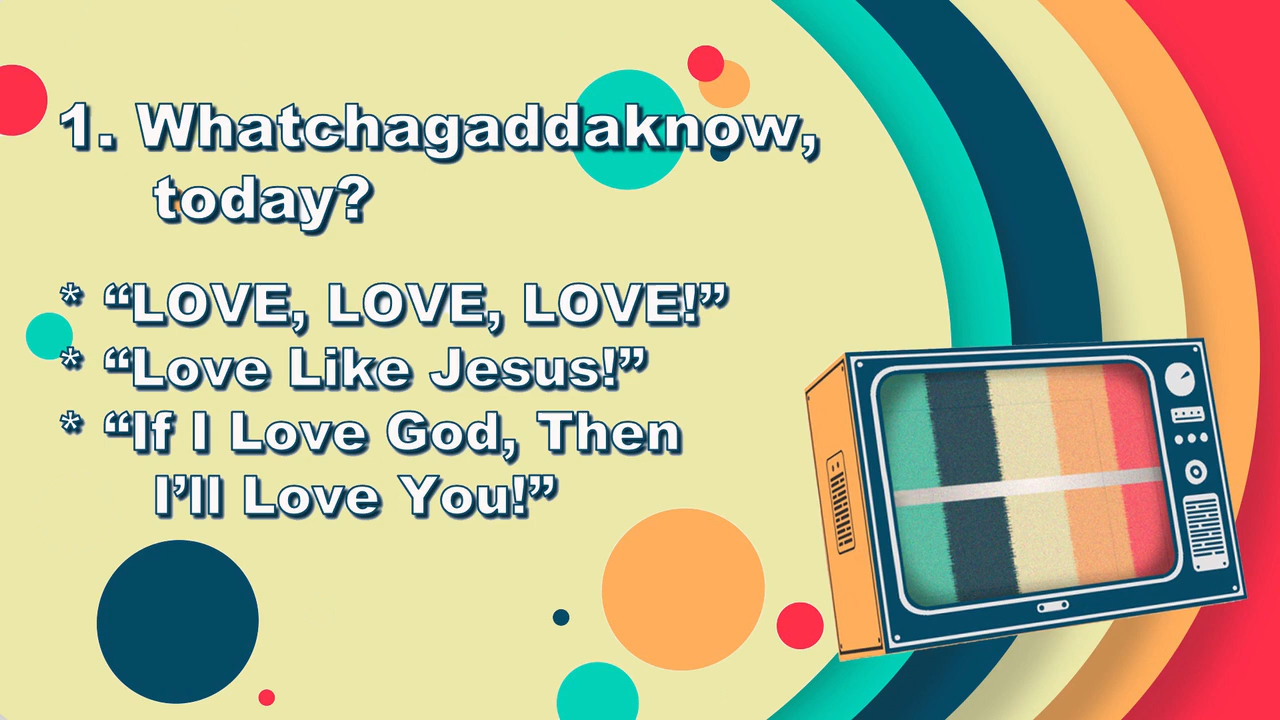 1. Whatchagaddaknow,
today?
* “LOVE, LOVE, LOVE!”
* “Love Like Jesus!”
* “If I Love God, Then
I’ll Love You!”